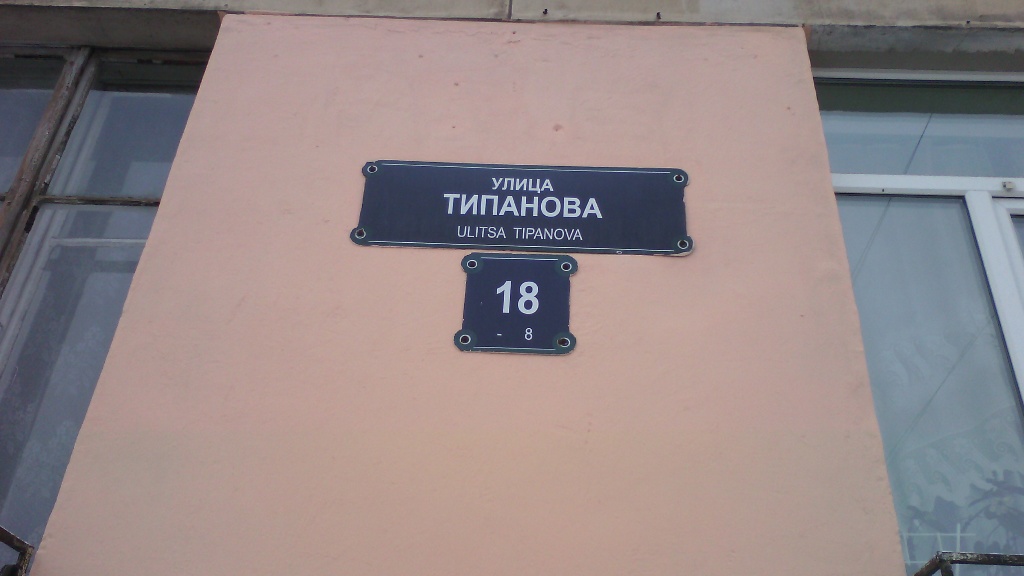 УЛИЦА
ТИПАНОВА
ULITSA TIPANOVA
18
- 8